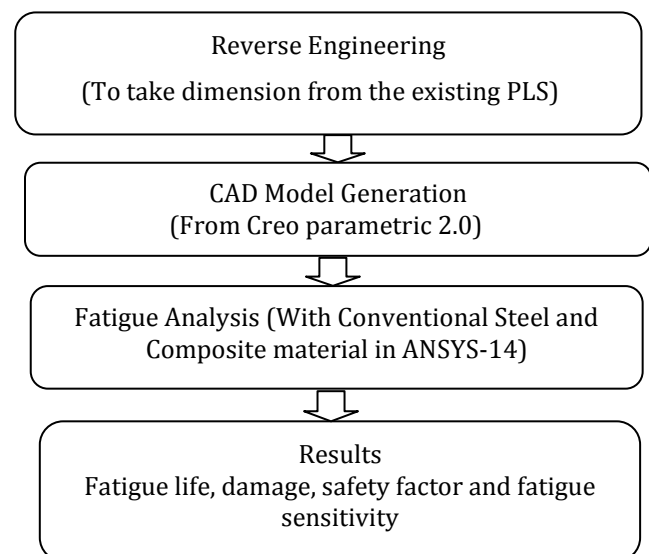 Reverse Engineering
(To take dimension from the existing PLS)
CAD Model Generation
(From Creo parametric 2.0)
Fatigue Analysis (With Conventional Steel and
Composite material in ANSYS-14)
Results
Fatigue life, damage, safety factor and fatigue
sensitivity